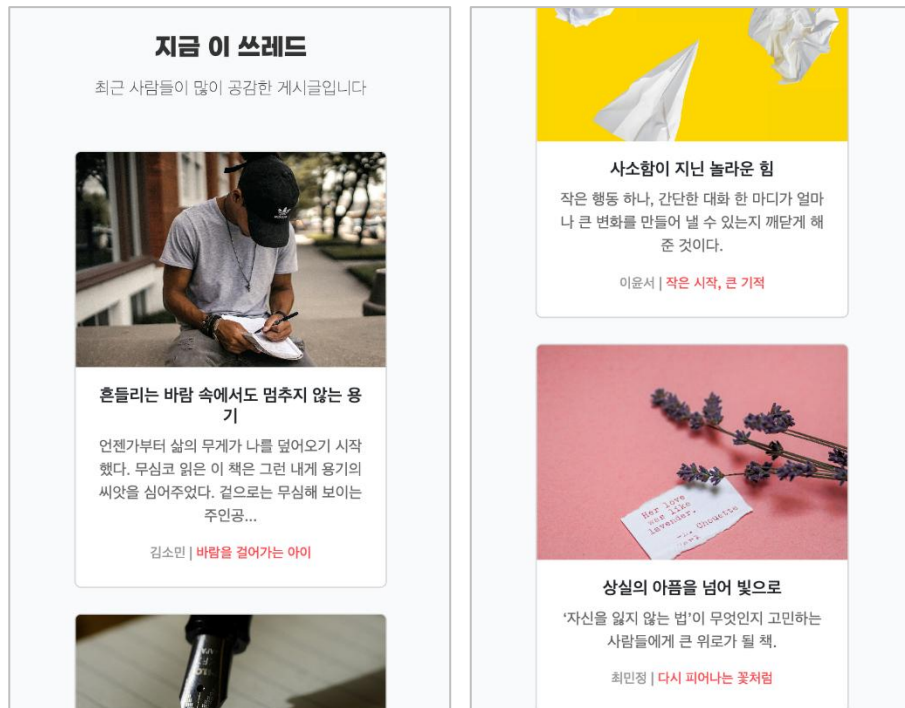 지금 이 쓰레드
최근 사람들이 많이 공감한 게시글입니다
흔들리는 바람 속에서도 멈추지 않는 용
기
언젠가부터 삶의 무게가 나를 덮어오기 시작
했다. 무심코 읽은 이 책은 그런 내게 용기의
씨앗을 심어주었다. 겉으로는 무심해 보이는
주인공...
김소민 | 바람을 걸어가는 아이
사소함이 지닌 놀라운 힘
작은 행동 하나, 간단한 대화 한 마디가 얼마
나 큰 변화를 만들어 낼 수 있는지 깨닫게 해
준 것이다.
이윤서 | 작은 시작, 큰 기적
Her love
was like
lavender.
상실의 아픔을 넘어 빛으로
‘자신을 잃지 않는 법’이 무엇인지 고민하는
사람들에게 큰 위로가 될 책.
최민정 | 다시 피어나는 꽃처럼